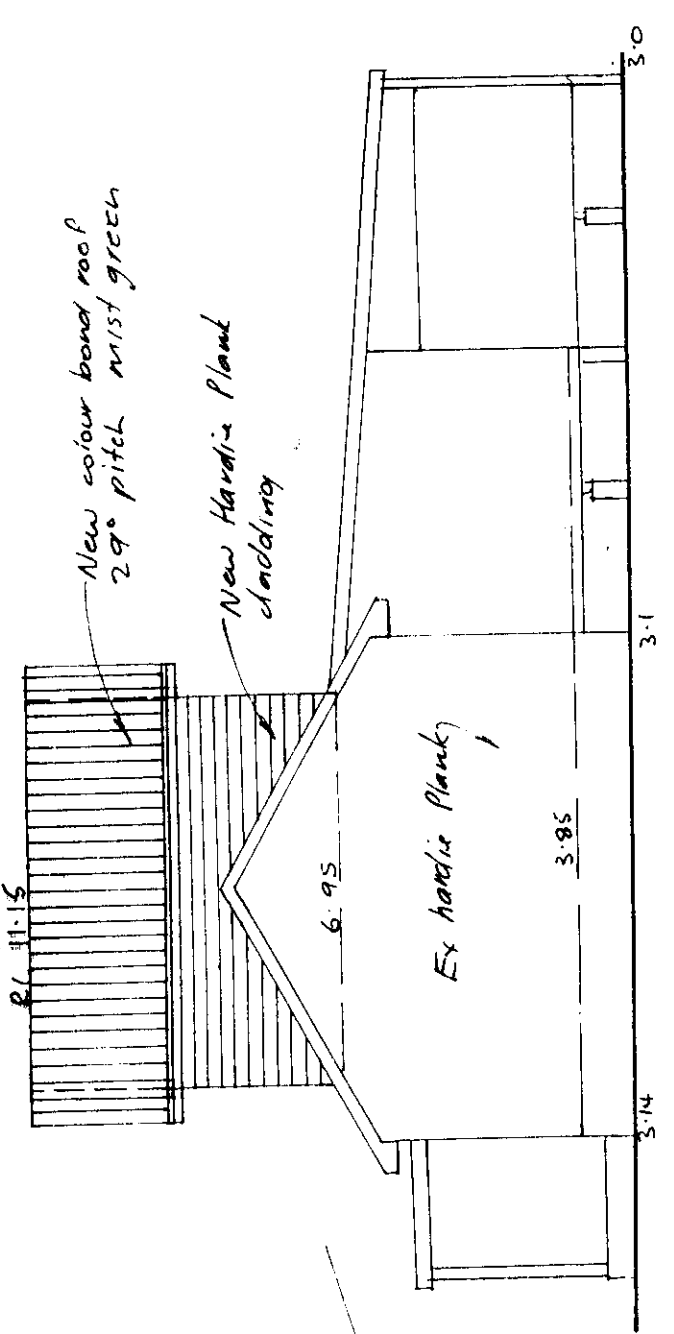 RL 11.15
New colour bond roof
29° pitch mist green
New Hardie Plank
cladding
6.95
Ex hardie Plank
3.85
3.14
3.1
3.0